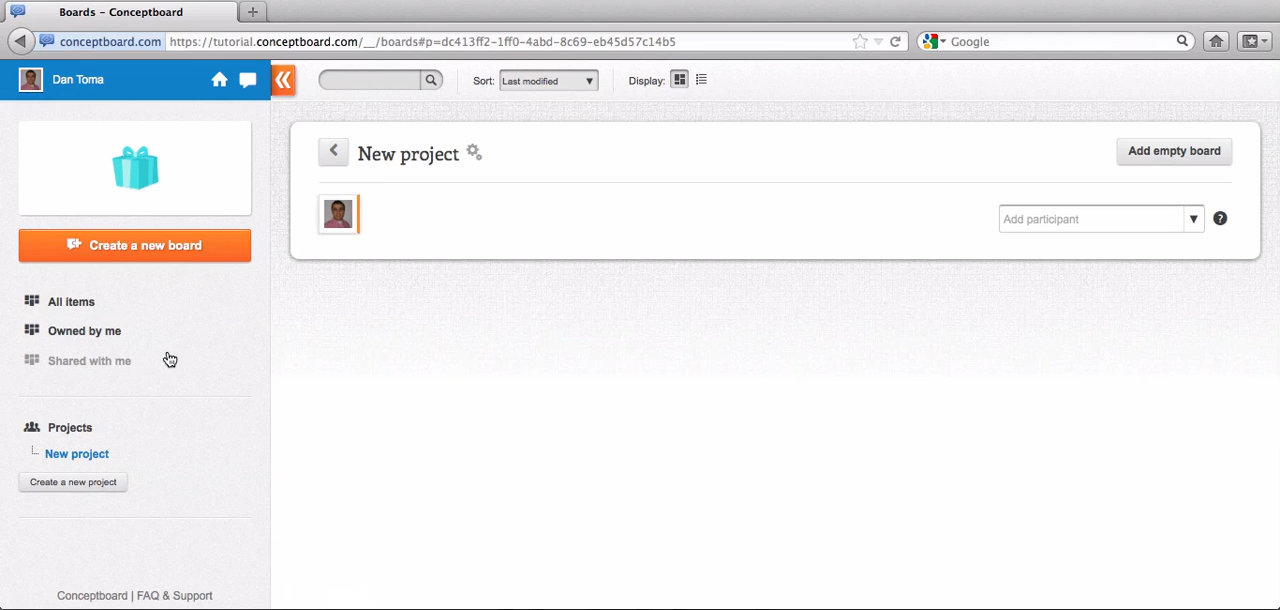 Boards – Conceptboard
conceptboard.com https://tutorial.conceptboard.com/__/boards#p=dc413ff2-1ff0-4abd-8c69-eb45d57c14b5
Google
Dan Toma
Sort: Last modified
Display:
New project
Add empty board
Add participant
?
Create a new board
All items
Owned by me
Shared with me
Projects
New project
Create a new project
Conceptboard | FAQ & Support